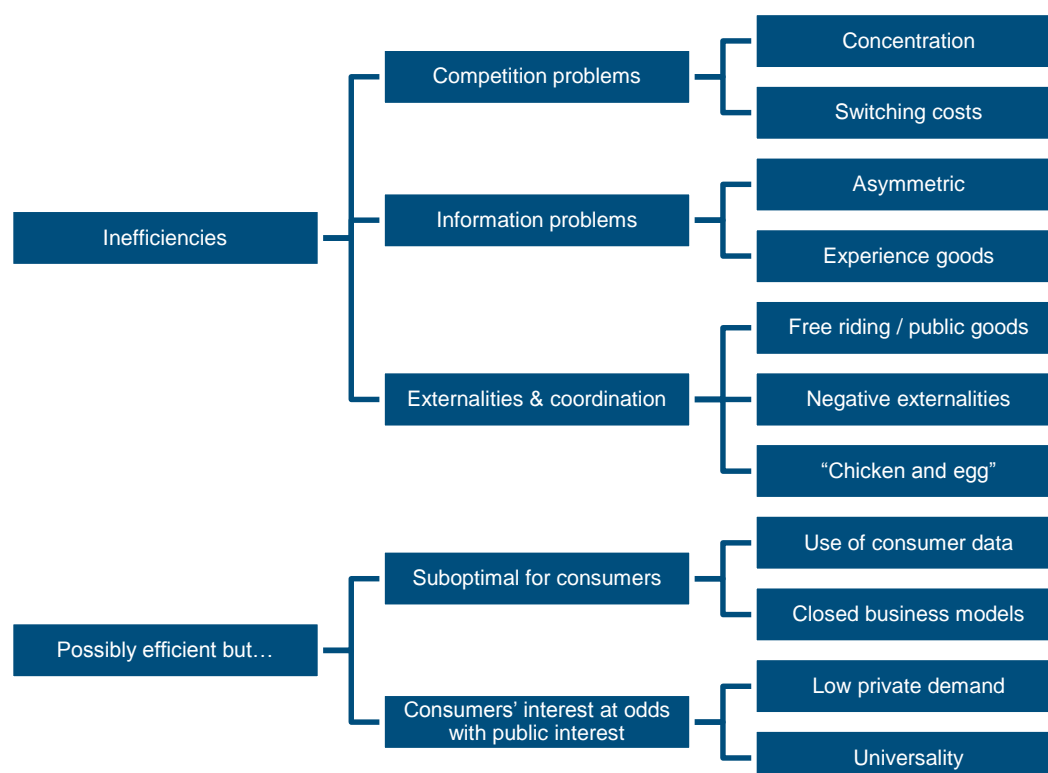 Concentration
Competition problems
Switching costs
Asymmetric
Inefficiencies
Information problems
Experience goods
Free riding / public goods
Externalities & coordination
Negative externalities
“Chicken and egg”
Use of consumer data
Suboptimal for consumers
Closed business models
Possibly efficient but…
Low private demand
Consumers’ interest at odds
with public interest
Universality